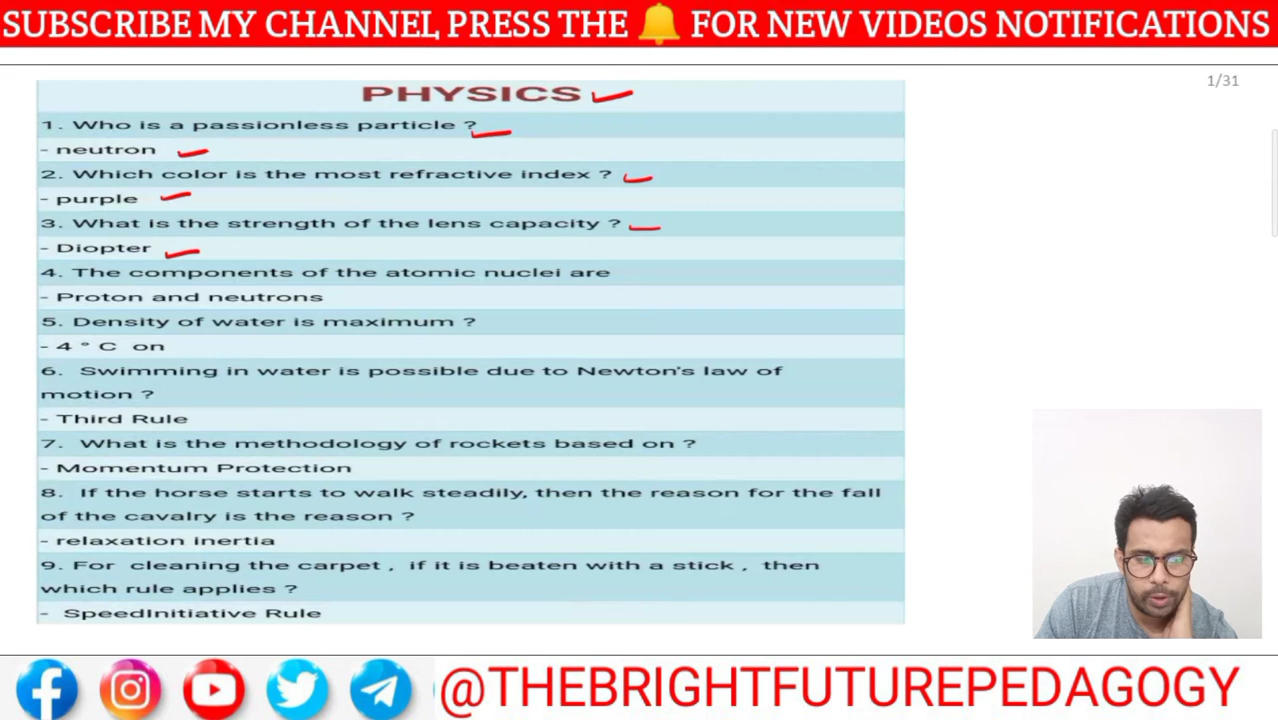 SUBSCRIBE MY CHANNEL, PRESS THE 🔔 FOR NEW VIDEOS NOTIFICATIONS
1/31
PHYSICS
1. Who is a passionless particle ?
- neutron
2. Which color is the most refractive index ?
- purple
3. What is the strength of the lens capacity ?
- Diopter
4. The components of the atomic nuclei are
- Proton and neutrons
5. Density of water is maximum ?
- 4 ° C on
6. Swimming in water is possible due to Newton's law of
motion ?
- Third Rule
7. What is the methodology of rockets based on ?
- Momentum Protection
8. If the horse starts to walk steadily, then the reason for the fall
of the cavalry is the reason ?
- relaxation inertia
9. For cleaning the carpet , if it is beaten with a stick , then
which rule applies ?
- SpeedInitiative Rule
@THEBRIGHTFUTUREPEDAGOGY